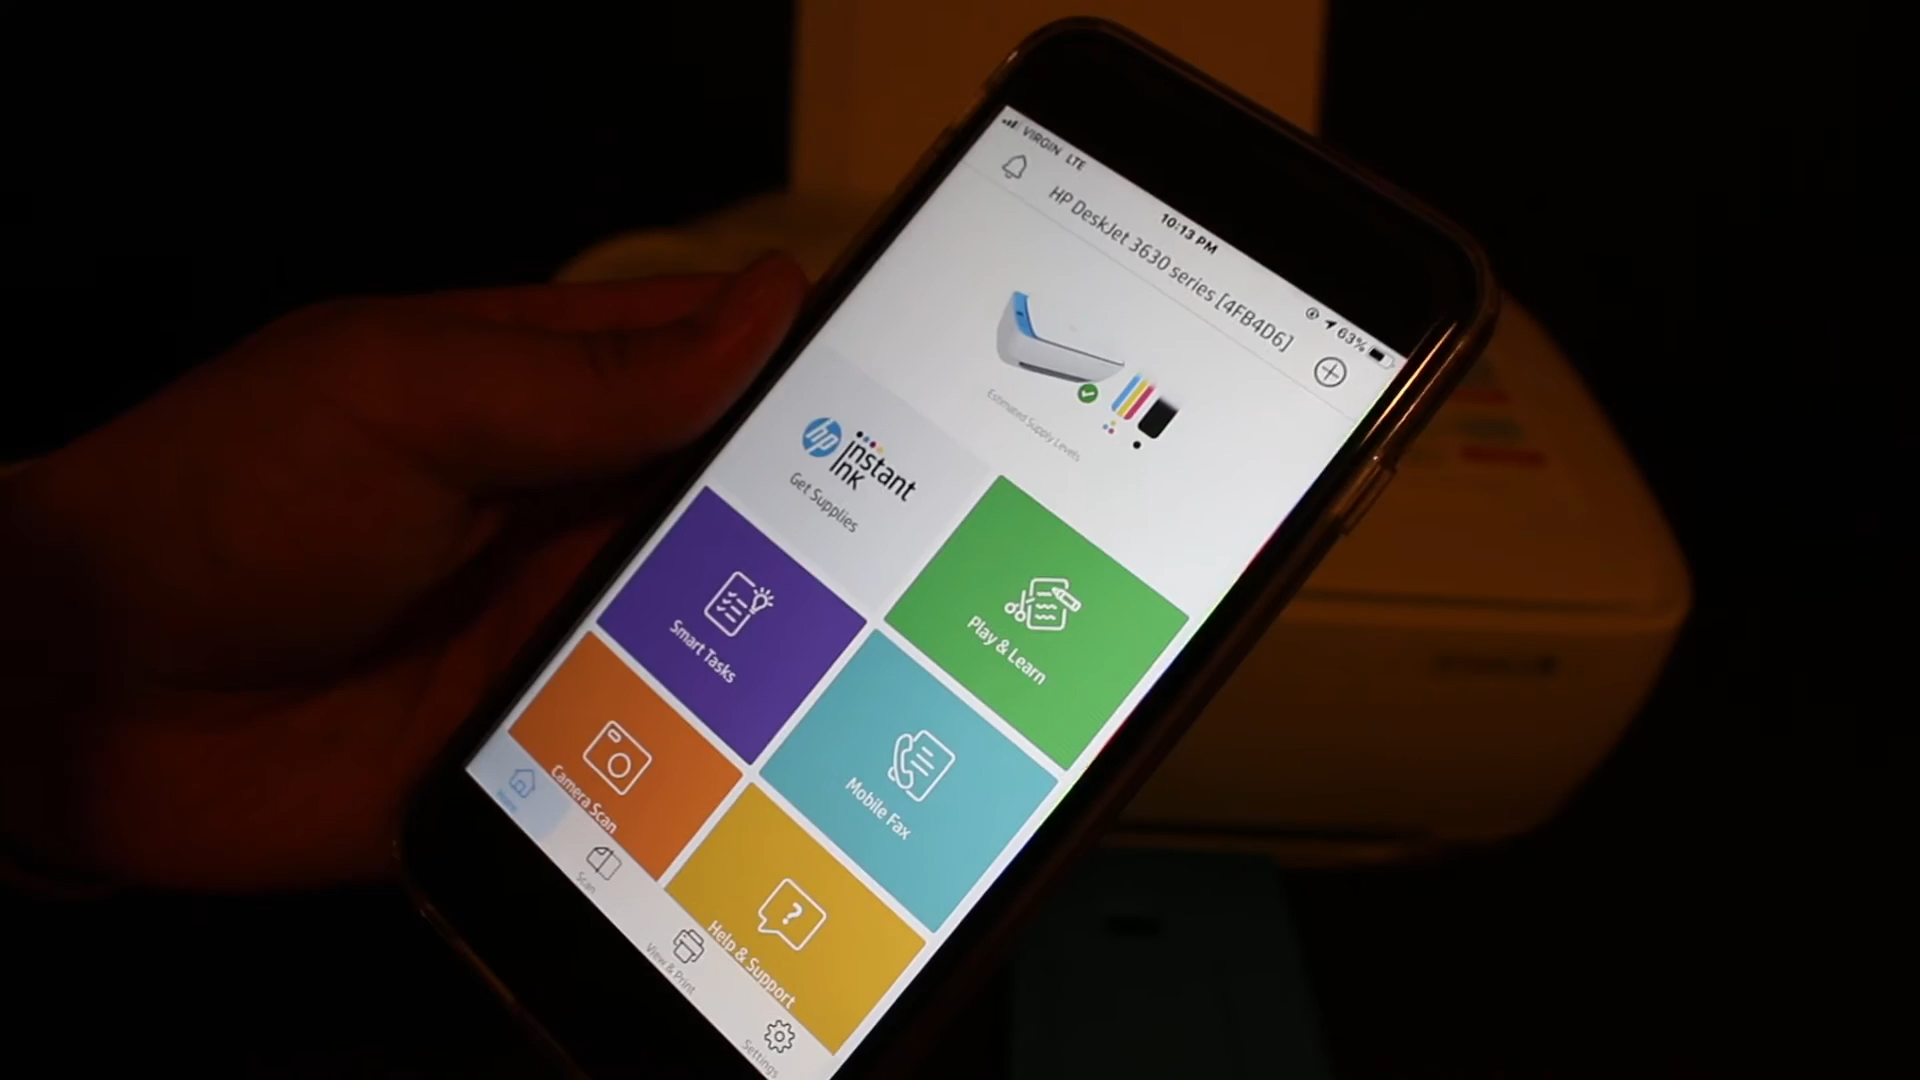 VIRGIN LTE
10:13 PM
63%
HP DeskJet 3630 series [4FB4D6]
Estimated Supply Levels
hp
instant
ink
Get Supplies
Play & Learn
Smart Tasks
Mobile Fax
Camera Scan
Help & Support
Home
Scan
View & Print
Settings